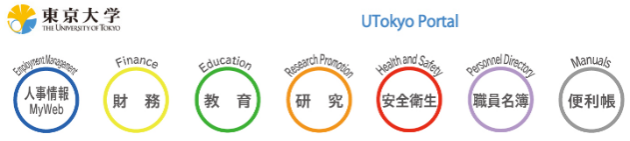 東京大学
THE UNIVERSITY OF TOKYO
UTokyo Portal
Employment Management
人事情報
MyWeb
Finance
財 務
Education
教 育
Research Promotion
研 究
Health and Safety
安全衛生
Personnel Directory
職員名簿
Manuals
便利帳